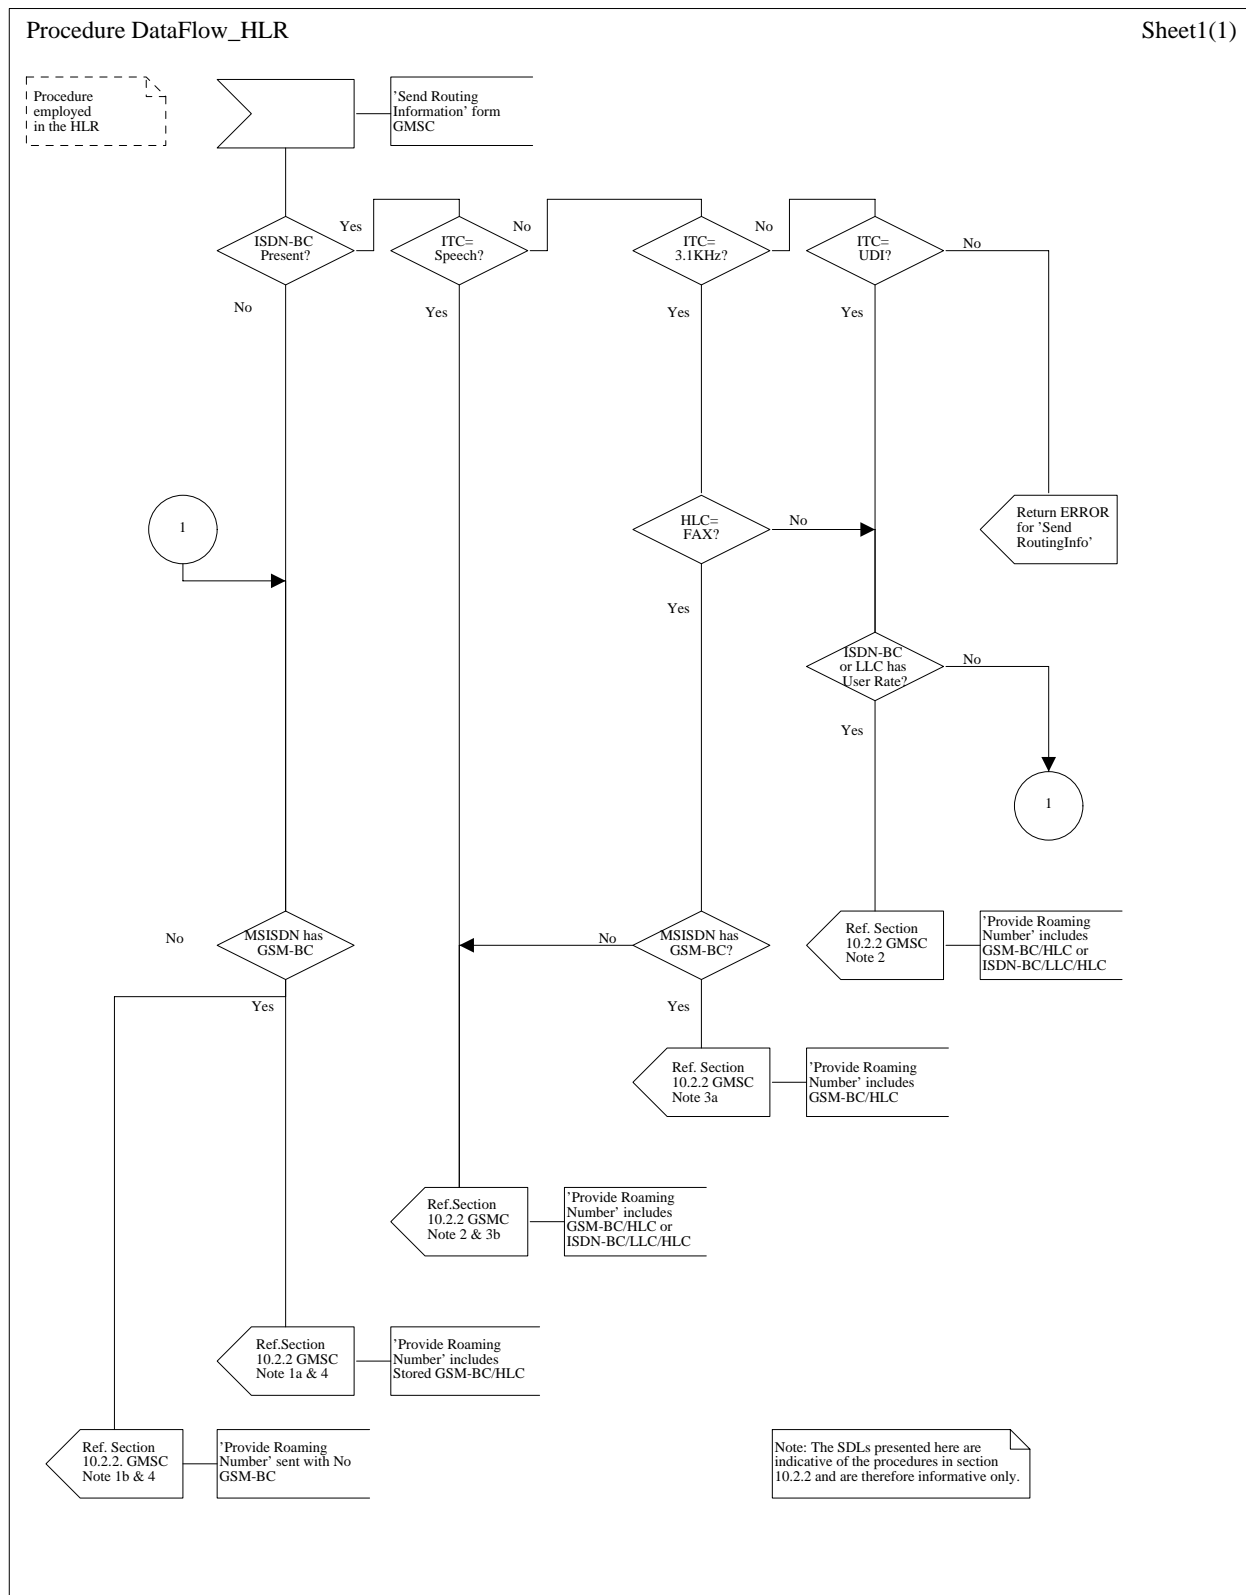 Procedure DataFlow_HLR
Sheet1(1)
Procedure
employed
in the HLR
'Send Routing
Information' form
GMSC
ISDN-BC
Present?
Yes
ITC=
Speech?
No
ITC=
3.1KHz?
No
ITC=
UDI?
No
No
Yes
Yes
Yes
1
HLC=
FAX?
No
Return ERROR
for 'Send
RoutingInfo'
Yes
ISDN-BC
or LLC has
User Rate?
No
Yes
1
No
MSISDN has
GSM-BC
No
MSISDN has
GSM-BC?
Ref. Section
10.2.2 GMSC
Note 2
'Provide Roaming
Number' includes
GSM-BC/HLC or
ISDN-BC/LLC/HLC
Yes
Yes
Ref. Section
10.2.2 GMSC
Note 3a
'Provide Roaming
Number' includes
GSM-BC/HLC
Ref.Section
10.2.2 GSMC
Note 2 & 3b
'Provide Roaming
Number' includes
GSM-BC/HLC or
ISDN-BC/LLC/HLC
Ref.Section
10.2.2 GMSC
Note 1a & 4
'Provide Roaming
Number' includes
Stored GSM-BC/HLC
Ref. Section
10.2.2. GMSC
Note 1b & 4
'Provide Roaming
Number' sent with No
GSM-BC
Note: The SDLs presented here are
indicative of the procedures in section
10.2.2 and are therefore informative only.